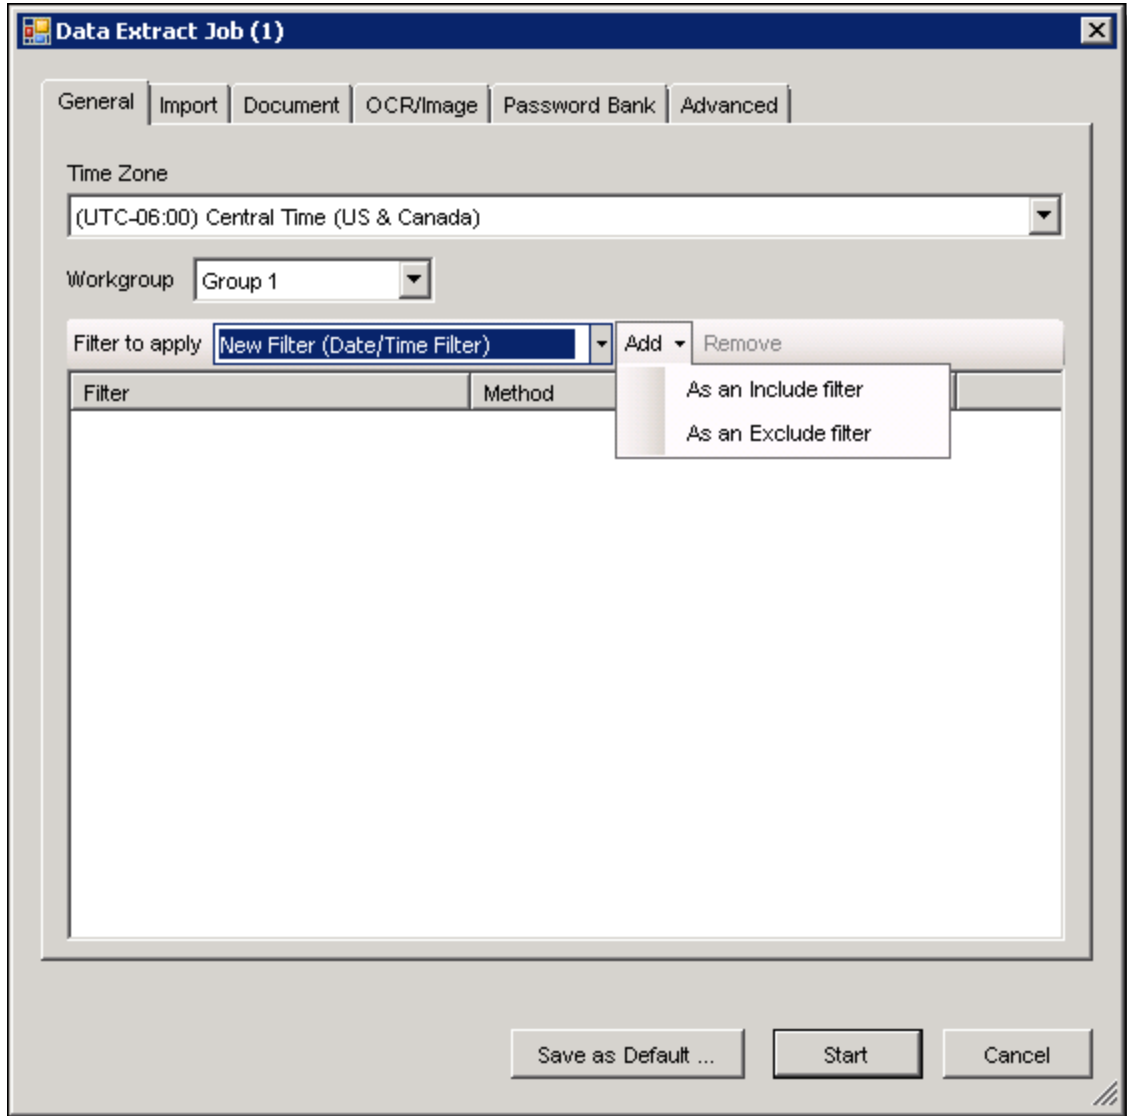 Data Extract Job (1)
General Import Document OCR/Image Password Bank Advanced
Time Zone
(UTC-06:00) Central Time (US & Canada)
Workgroup Group 1
Filter to apply New Filter (Date/Time Filter) Add Remove
Filter Method
As an Include filter
As an Exclude filter
Save as Default ... Start Cancel